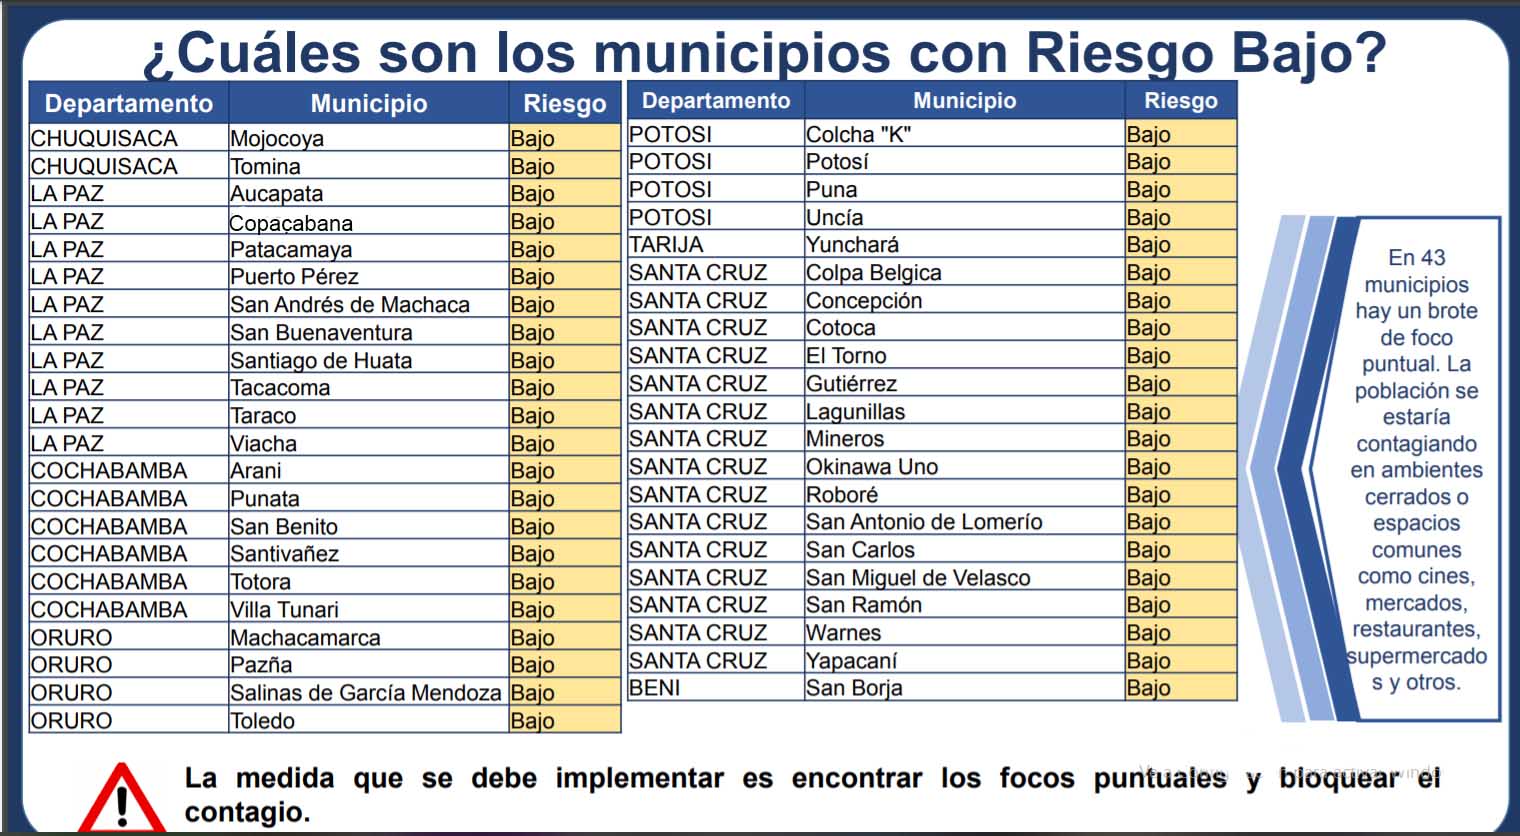 ¿Cuáles son los municipios con Riesgo Bajo?
Departamento Municipio Riesgo
CHUQUISACA Mojocoya Bajo
CHUQUISACA Tomina Bajo
LA PAZ Aucapata Bajo
LA PAZ Copacabana Bajo
LA PAZ Patacamaya Bajo
LA PAZ Puerto Pérez Bajo
LA PAZ San Andrés de Machaca Bajo
LA PAZ San Buenaventura Bajo
LA PAZ Santiago de Huata Bajo
LA PAZ Tacacoma Bajo
LA PAZ Taraco Bajo
LA PAZ Viacha Bajo
COCHABAMBA Arani Bajo
COCHABAMBA Punata Bajo
COCHABAMBA San Benito Bajo
COCHABAMBA Santivañez Bajo
COCHABAMBA Totora Bajo
COCHABAMBA Villa Tunari Bajo
ORURO Machacamarca Bajo
ORURO Pazña Bajo
ORURO Salinas de García Mendoza Bajo
ORURO Toledo Bajo
Departamento Municipio Riesgo
POTOSI Colcha "K" Bajo
POTOSI Potosí Bajo
POTOSI Puna Bajo
POTOSI Uncía Bajo
TARIJA Yunchará Bajo
SANTA CRUZ Colpa Belgica Bajo
SANTA CRUZ Concepción Bajo
SANTA CRUZ Cotoca Bajo
SANTA CRUZ El Torno Bajo
SANTA CRUZ Gutiérrez Bajo
SANTA CRUZ Lagunillas Bajo
SANTA CRUZ Mineros Bajo
SANTA CRUZ Okinawa Uno Bajo
SANTA CRUZ Roboré Bajo
SANTA CRUZ San Antonio de Lomerío Bajo
SANTA CRUZ San Carlos Bajo
SANTA CRUZ San Miguel de Velasco Bajo
SANTA CRUZ San Ramón Bajo
SANTA CRUZ Warnes Bajo
SANTA CRUZ Yapacaní Bajo
BENI San Borja Bajo
En 43
municipios
hay un brote
de foco
puntual. La
población se
estaría
contagiando
en ambientes
cerrados o
espacios
comunes
como cines,
mercados,
restaurantes,
supermercado
s y otros.
La medida que se debe implementar es encontrar los focos puntuales y bloquear el
contagio.